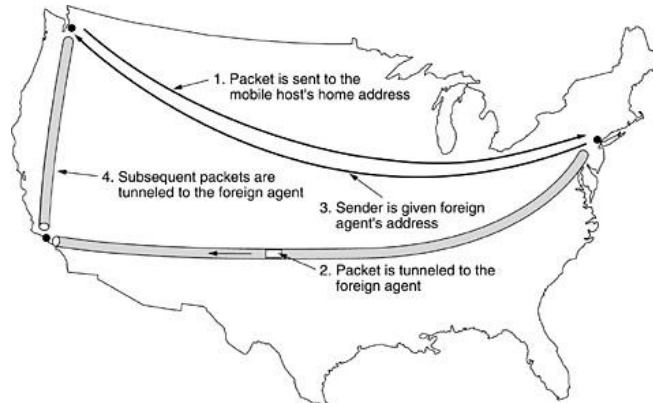 1. Packet is sent to the
mobile host's home address
4. Subsequent packets are
tunneled to the foreign agent
3. Sender is given foreign
agent's address
2. Packet is tunneled to the
foreign agent